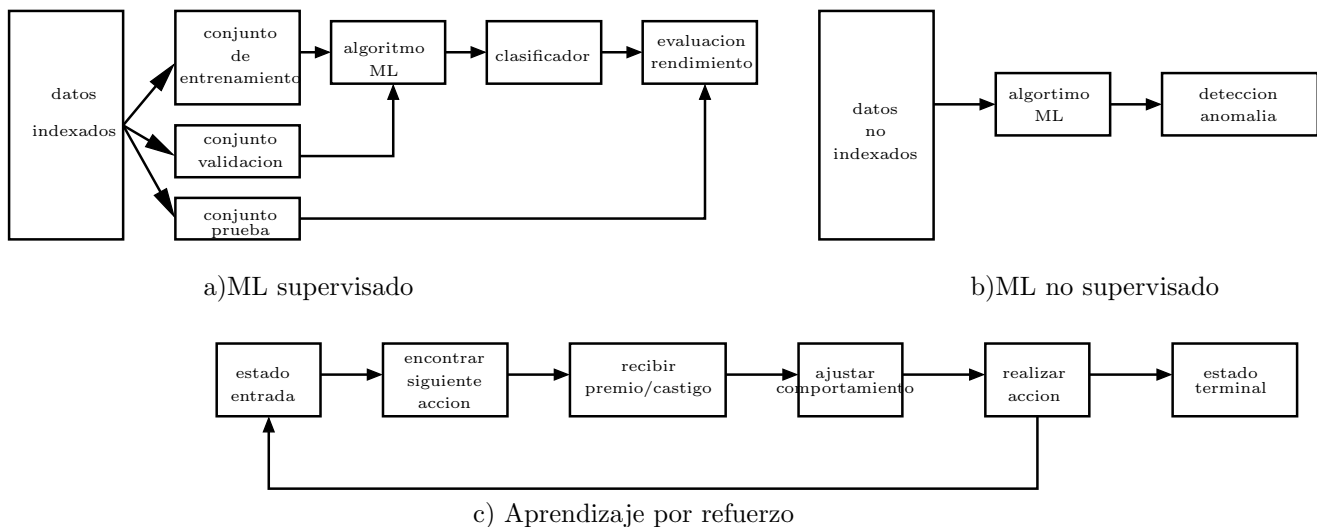 datos
indexados
conjunto
de
entrenamiento
conjunto
validacion
conjunto
prueba
algoritmo
ML
clasificador
evaluacion
rendimiento
a)ML supervisado
datos
no
indexados
algortimo
ML
deteccion
anomalia
b)ML no supervisado
estado
entrada
encontrar
siguiente
accion
recibir
premio/castigo
ajustar
comportamiento
realizar
accion
estado
terminal
c) Aprendizaje por refuerzo